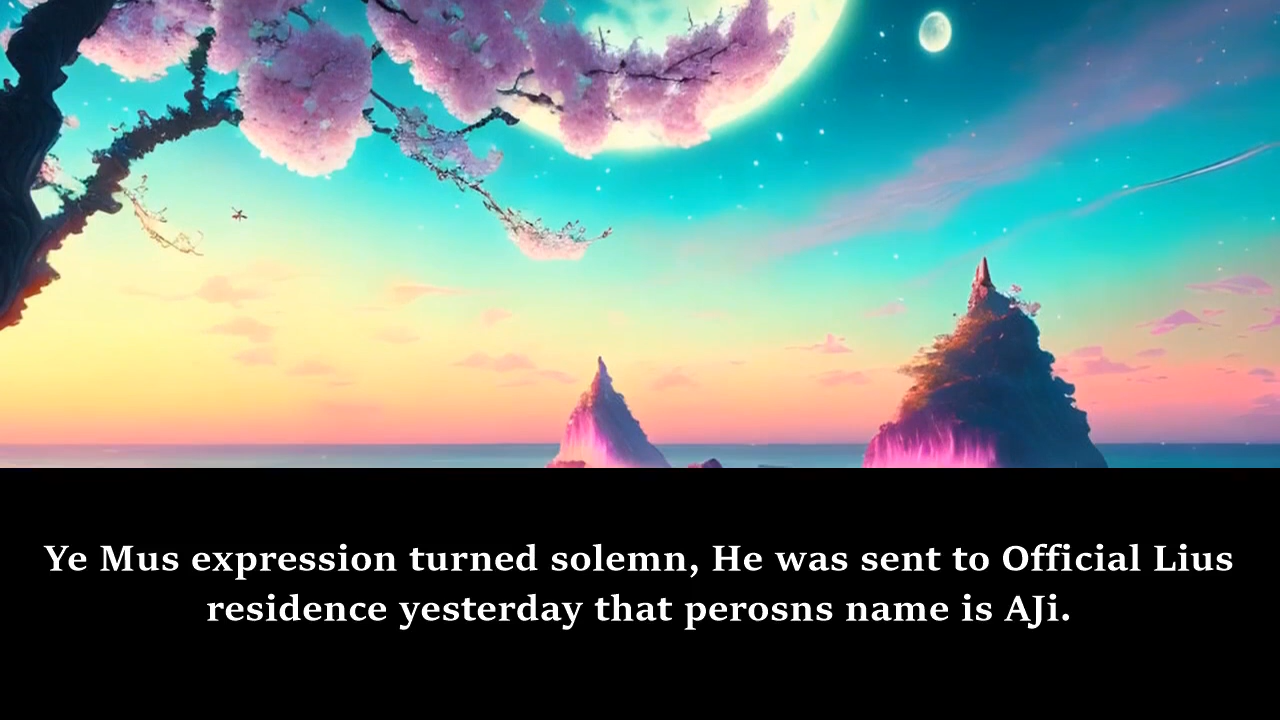 Ye Mus expression turned solemn, He was sent to Official Lius
residence yesterday that perosns name is AJi.